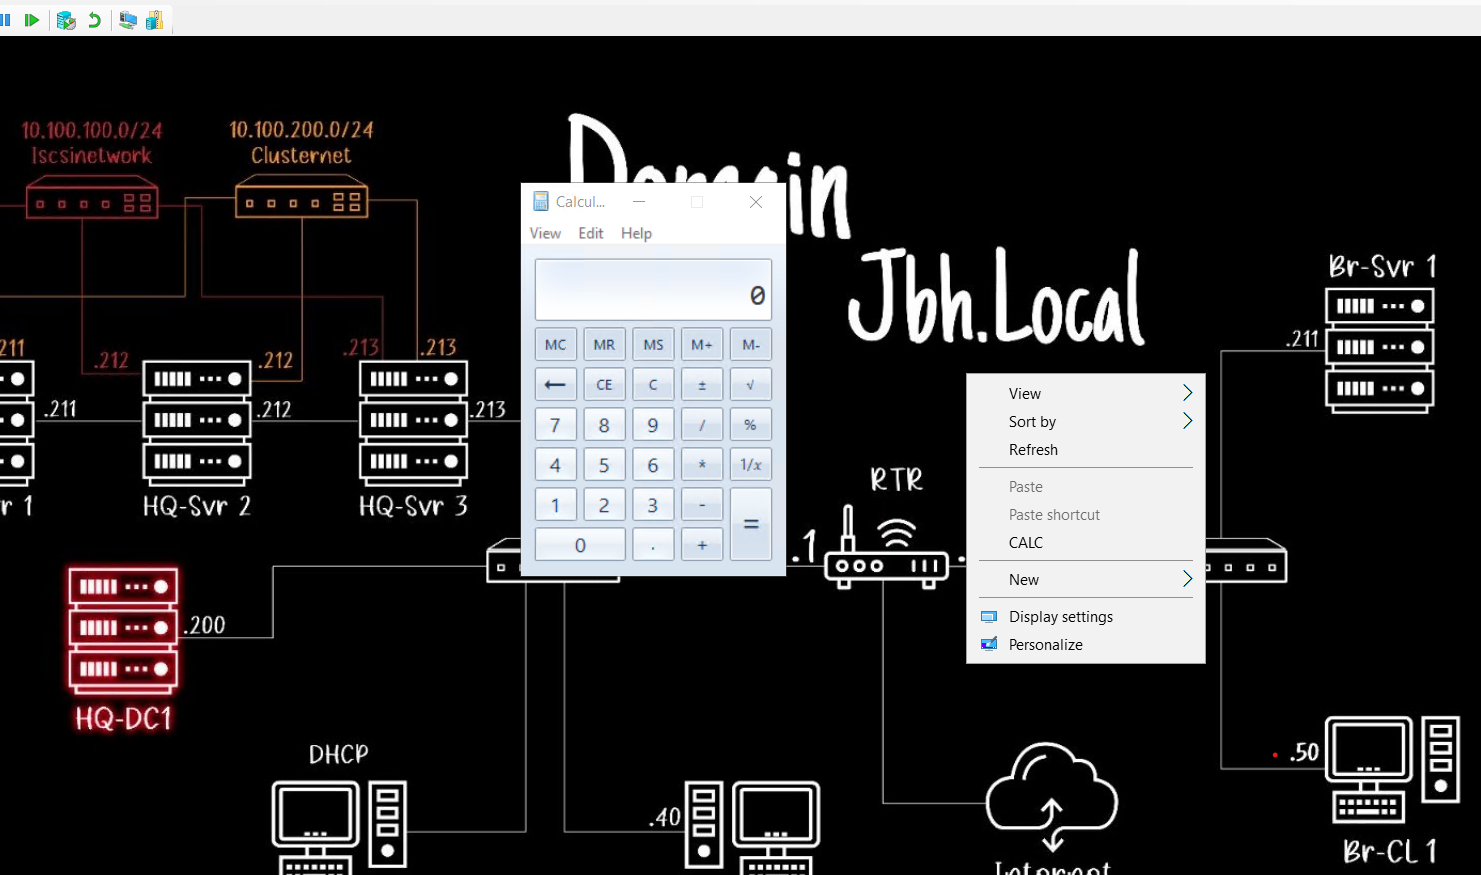 10.100.100.0/24
Iscsinetwork
10.100.200.0/24
Clusternet
Jbh.Local
Calcul...
View Edit Help
0
MC MR MS M+ M-
← CE C ± √
7 8 9 / %
4 5 6 * 1/x
1 2 3 - =
0 . +
211
.212
.212
.213
.213
.211
.212
.213
r 1
HQ-Svr 2
HQ-Svr 3
Br-Svr 1
.211
RTR
.1
.
View
Sort by
Refresh
Paste
Paste shortcut
CALC
New
Display settings
Personalize
.200
HQ-DC1
DHCP
.40
.50
Br-CL 1
Internet